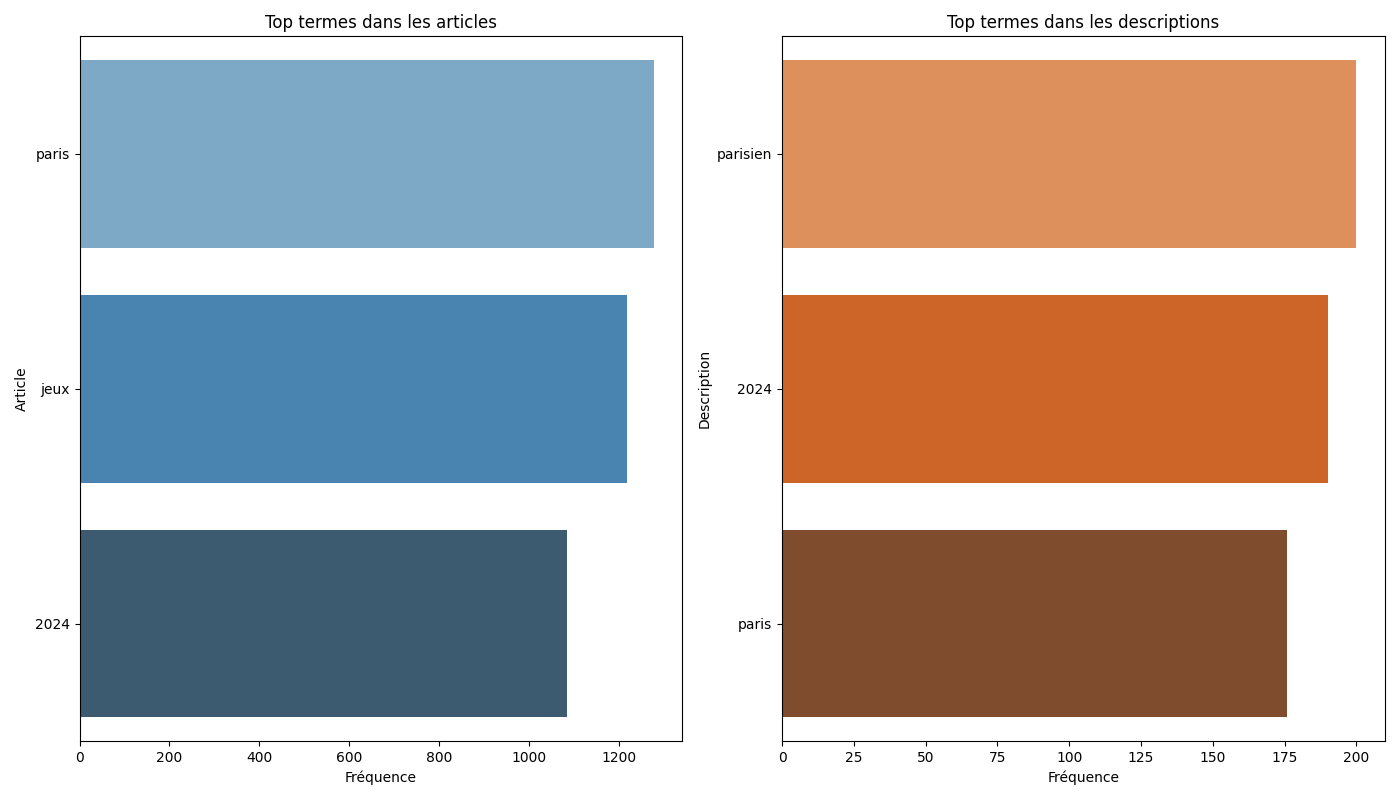 Top termes dans les articles
paris
jeux
2024
Article
0 200 400 600 800 1000 1200
Fréquence
Top termes dans les descriptions
parisien
2024
paris
Description
0 25 50 75 100 125 150 175 200
Fréquence